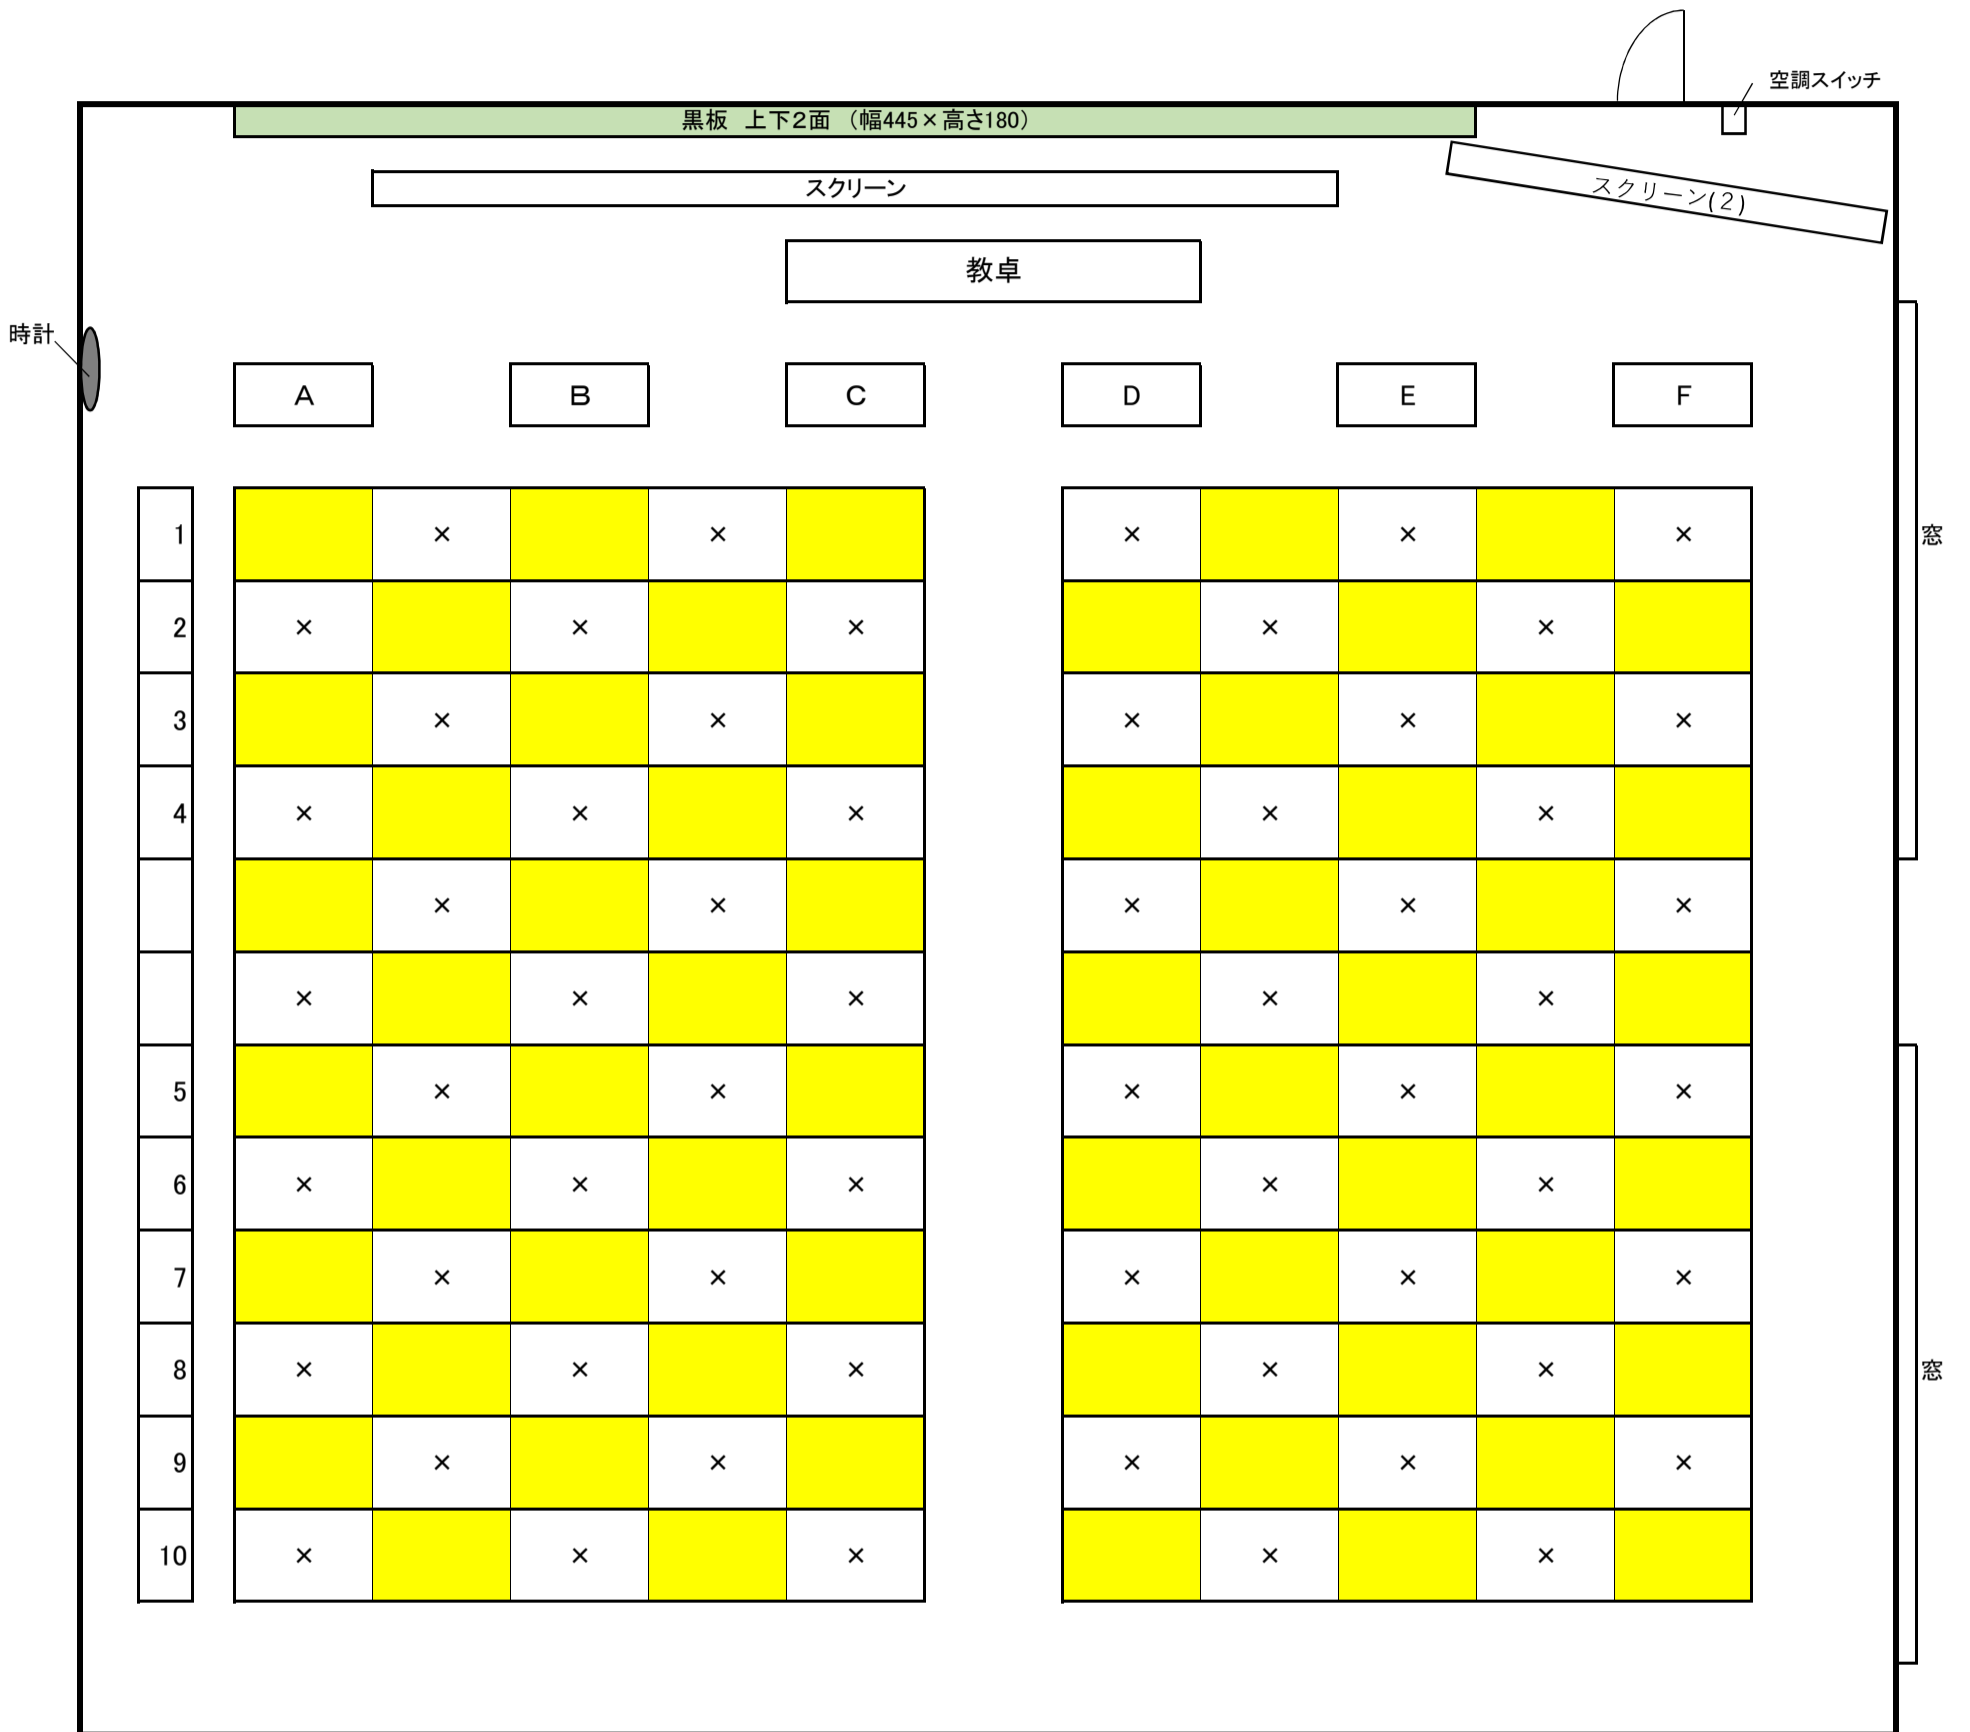 空調スイッチ
黒板 上下２面 （幅445×高さ180）
スクリーン
スクリーン(2)
教卓
時計
A B C D E F
1 × × × × ×
窓
2 × × × × ×
3 × × × × ×
4 × × × × ×
× × × × ×
× × × × ×
5 × × × × ×
6 × × × × ×
7 × × × × ×
8 × × × × ×
窓
9 × × × × ×
10 × × × × ×